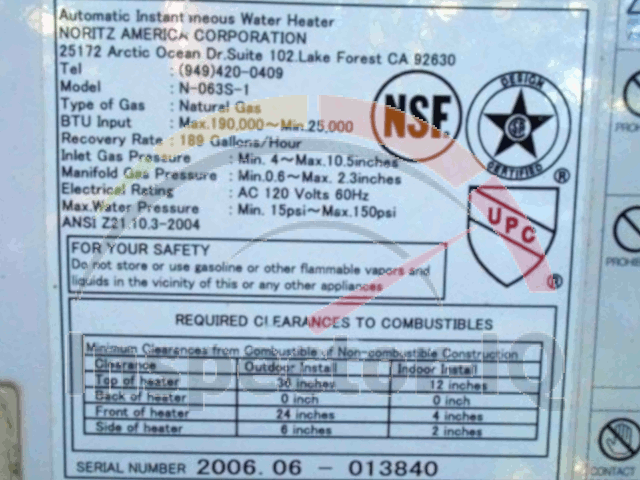 Automatic Instantaneous Water Heater
NORITZ AMERICA CORPORATION
25172 Arctic Ocean Dr.Suite 102.Lake Forest CA 92630
Tel : (949)420-0409
Model : N-063S-1
Type of Gas : Natural Gas
BTU Input : Max.190,000~Min.25,000
Recovery Rate : 189 Gallons/Hour
Inlet Gas Pressure : Min. 4~Max.10.5inches
Manifold Gas Pressure : Min.0.6~Max. 2.3inches
Electrical Rating : AC 120 Volts 60Hz
Max.Water Pressure : Min. 15psi~Max.150psi
ANSI Z21.10.3-2004
NSF
DESIGN
CERTIFIED
®
UPC
®
FOR YOUR SAFETY
Do not store or use gasoline or other flammable vapors and
liquids in the vicinity of this or any other appliances
REQUIRED CLEARANCES TO COMBUSTIBLES
Minimum Clearances from Combustible or Non-combustible Construction
Clearance Outdoor Install Indoor Install
Top of heater 36 inches 12 inches
Back of heater 0 inch 0 inch
Front of heater 24 inches 4 inches
Side of heater 6 inches 2 inches
SERIAL NUMBER 2006.06 - 013840
Inspector IQ
PRO
PROHIB
CONTACT